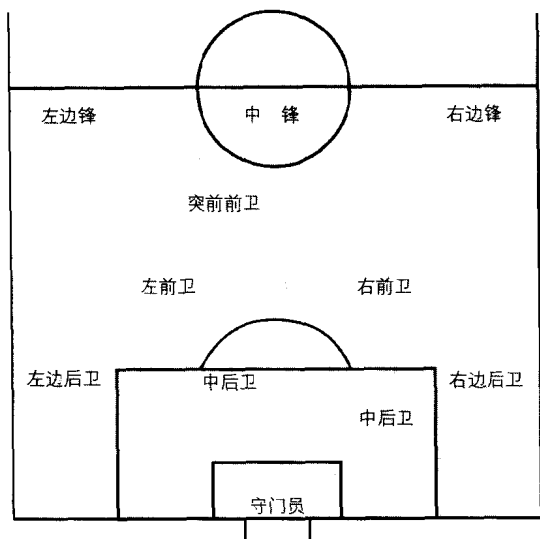 左边锋 中 锋 右边锋
突前前卫
左前卫 右前卫
左边后卫 中后卫 右边后卫
中后卫
守门员